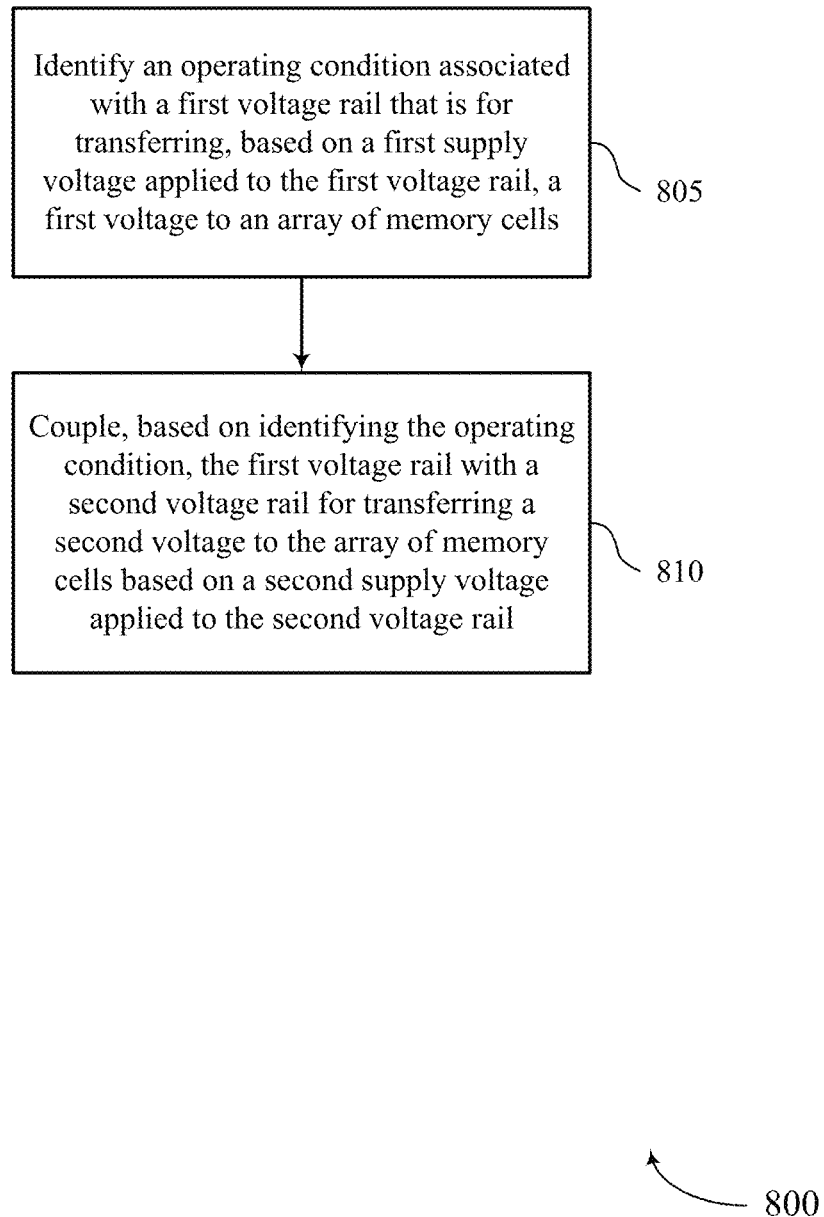 Identify an operating condition associated
with a first voltage rail that is for
transferring, based on a first supply
voltage applied to the first voltage rail, a
first voltage to an array of memory cells
805
Couple, based on identifying the operating
condition, the first voltage rail with a
second voltage rail for transferring a
second voltage to the array of memory
cells based on a second supply voltage
applied to the second voltage rail
810
800